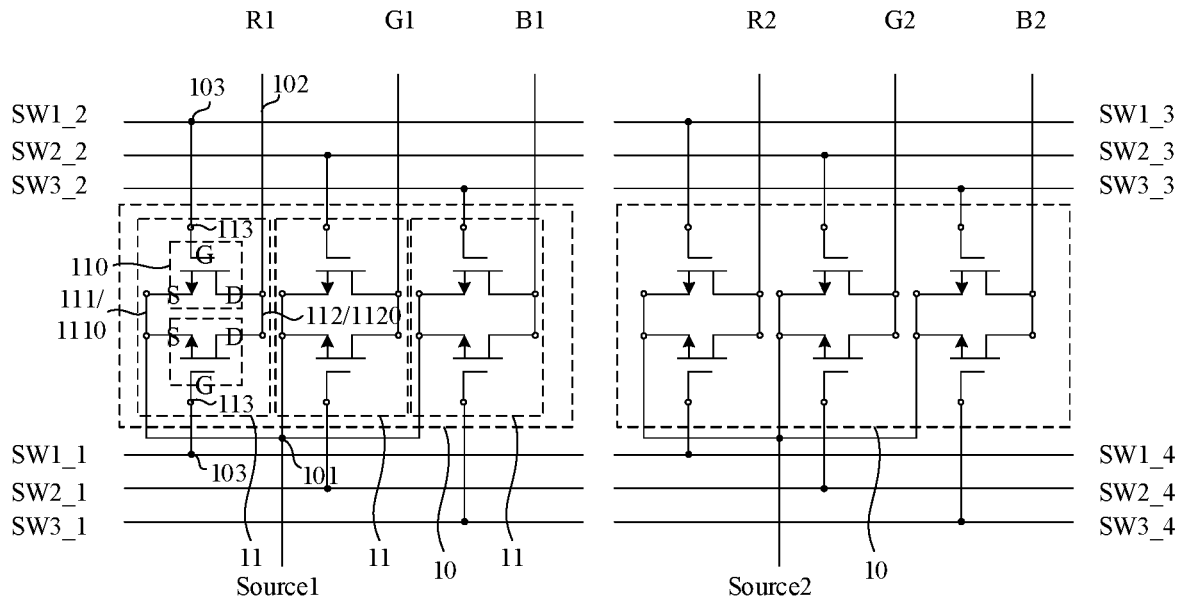 R1 G1 B1 R2 G2 B2
103 102
SW1_2 SW1_3
SW2_2 SW2_3
SW3_2 SW3_3
113
G
110
S D
111/
1110
112/1120
S D
G
113
SW1_1 103 101 SW1_4
SW2_1 SW2_4
SW3_1 SW3_4
11 11 10 11 10
Source1 Source2